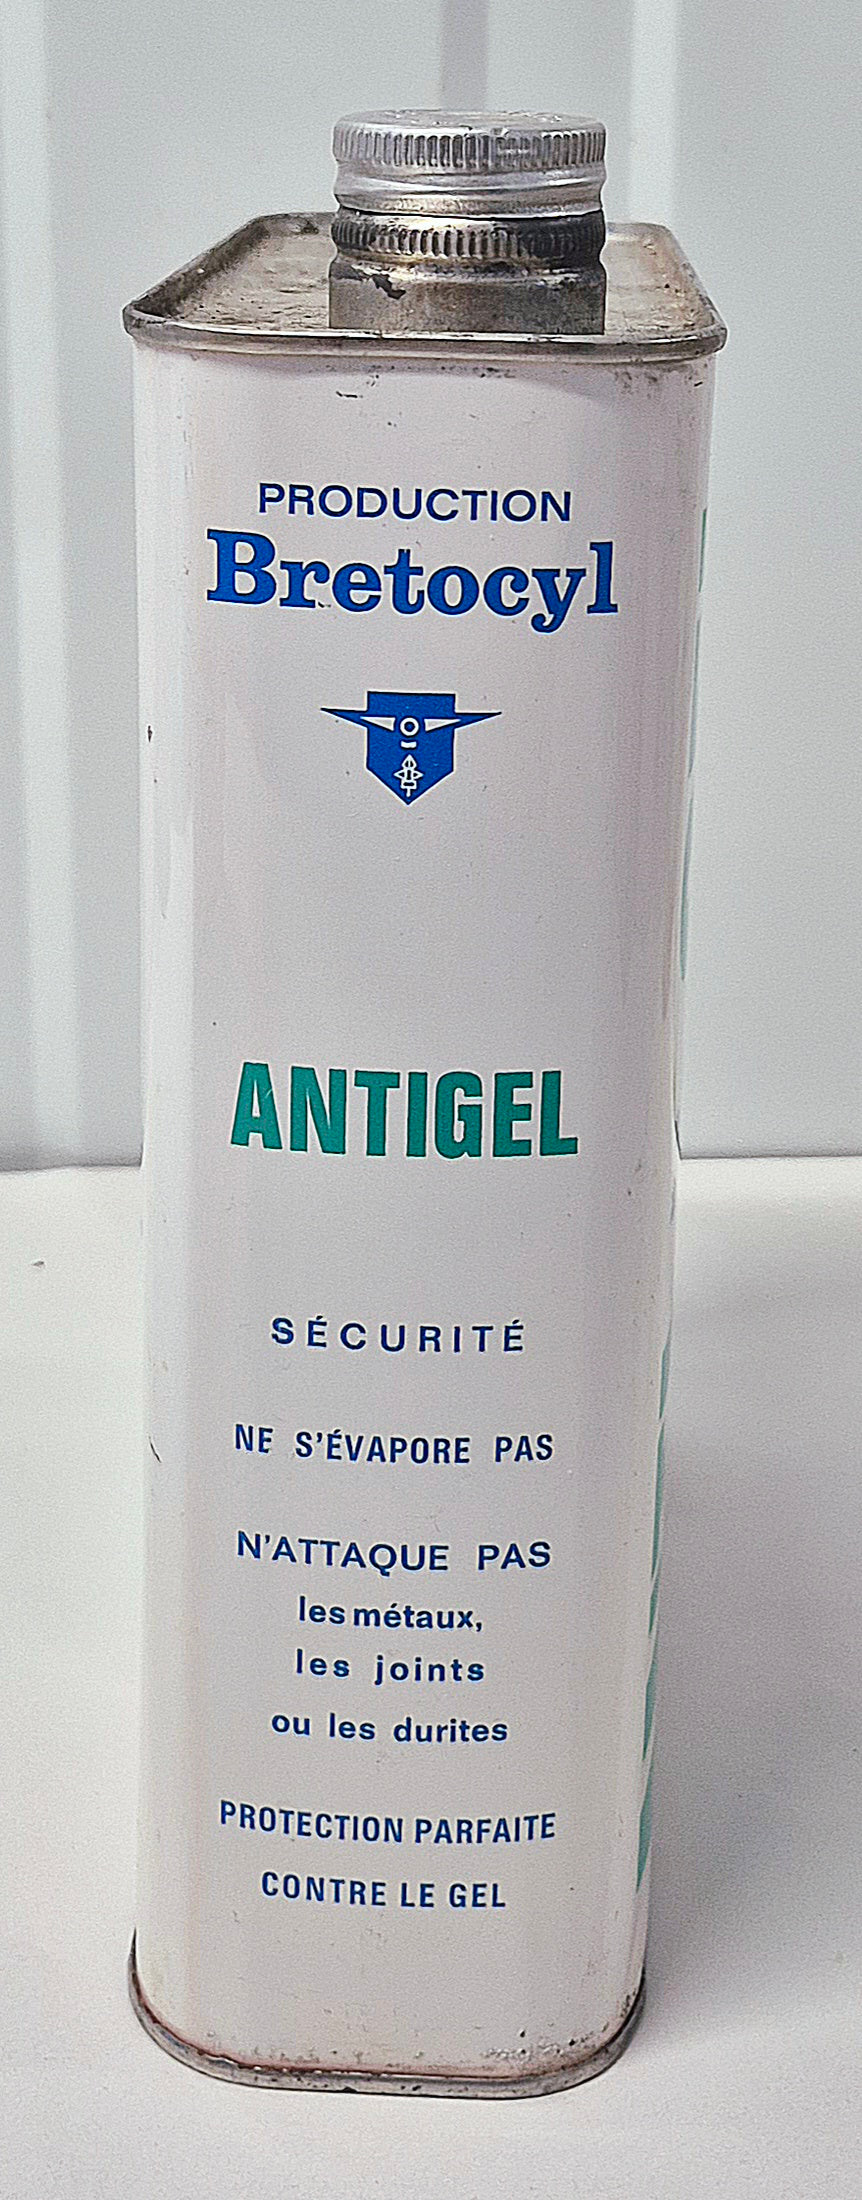 PRODUCTION
Bretocyl
ANTIGEL
SÉCURITÉ
NE S'ÉVAPORE PAS
N'ATTAQUE PAS
les métaux,
les joints
ou les durites
PROTECTION PARFAITE
CONTRE LE GEL